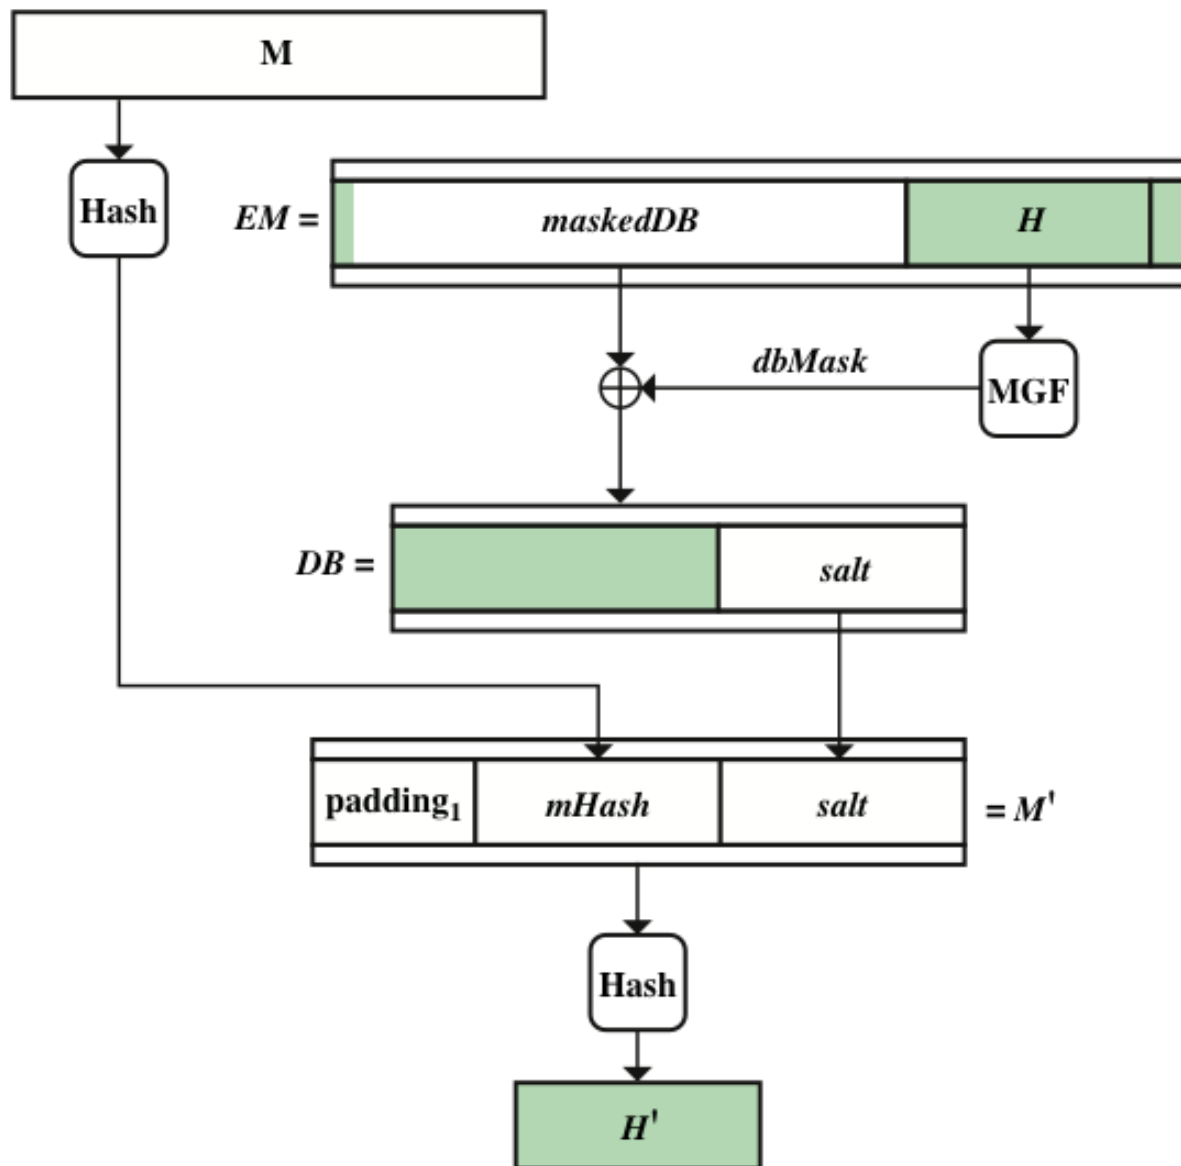 M
Hash
EM = maskedDB H
dbMask
MGF
DB = salt
padding₁ mHash salt = M'
Hash
H'